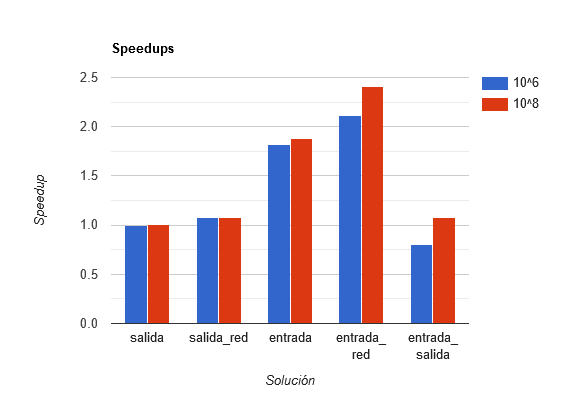 Speedups
10^6
10^8
2.5
2.0
1.5
1.0
0.5
0.0
Speedup
salida
salida_red
entrada
entrada_
red
entrada_
salida
Solución